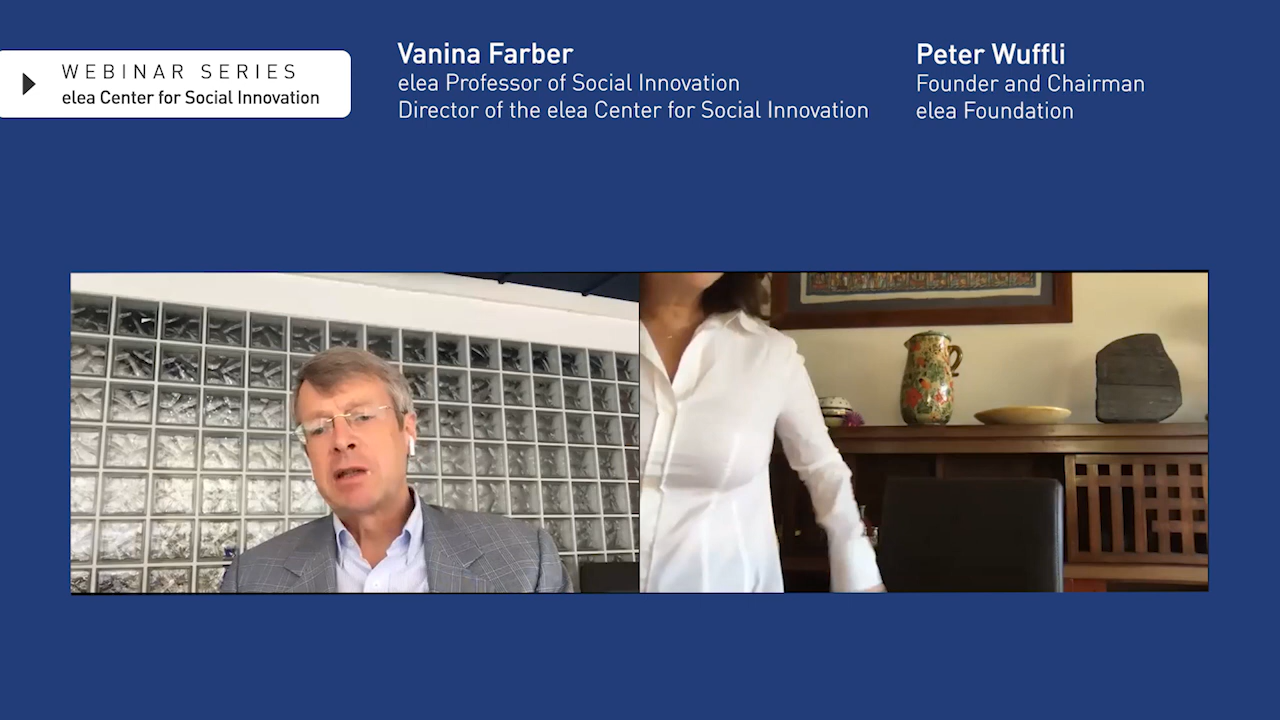 WEBINAR SERIES
elea Center for Social Innovation
Vanina Farber
elea Professor of Social Innovation
Director of the elea Center for Social Innovation
Peter Wuffli
Founder and Chairman
elea Foundation